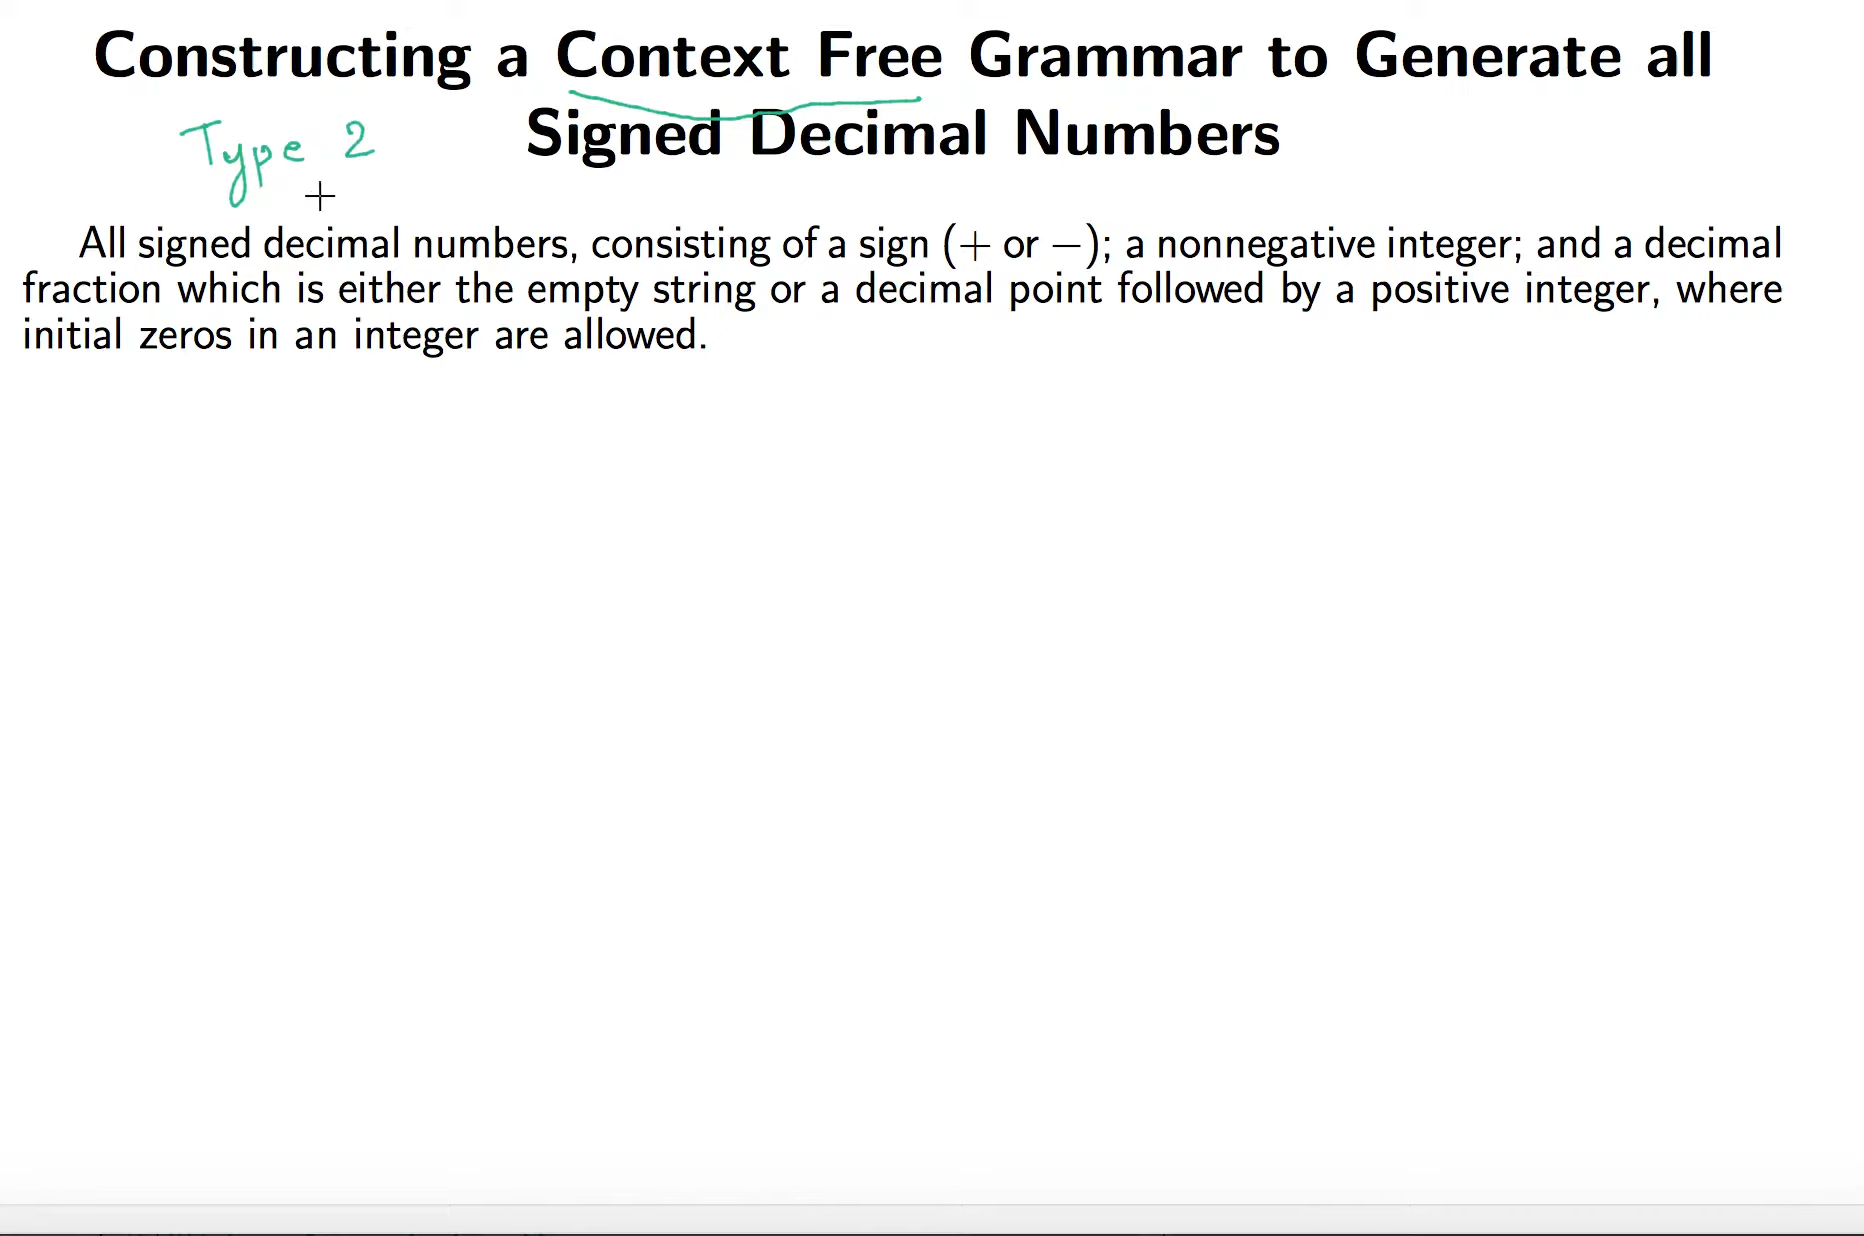 Constructing a Context Free Grammar to Generate all
Signed Decimal Numbers
Type 2
All signed decimal numbers, consisting of a sign (+ or −); a nonnegative integer; and a decimal
fraction which is either the empty string or a decimal point followed by a positive integer, where
initial zeros in an integer are allowed.